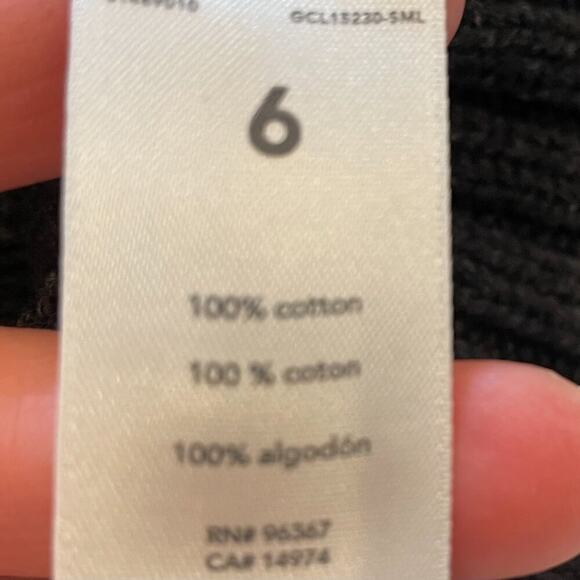 GCL15230-SML
6
100% cotton
100 % coton
100% algodón
RN# 96367
CA# 14974